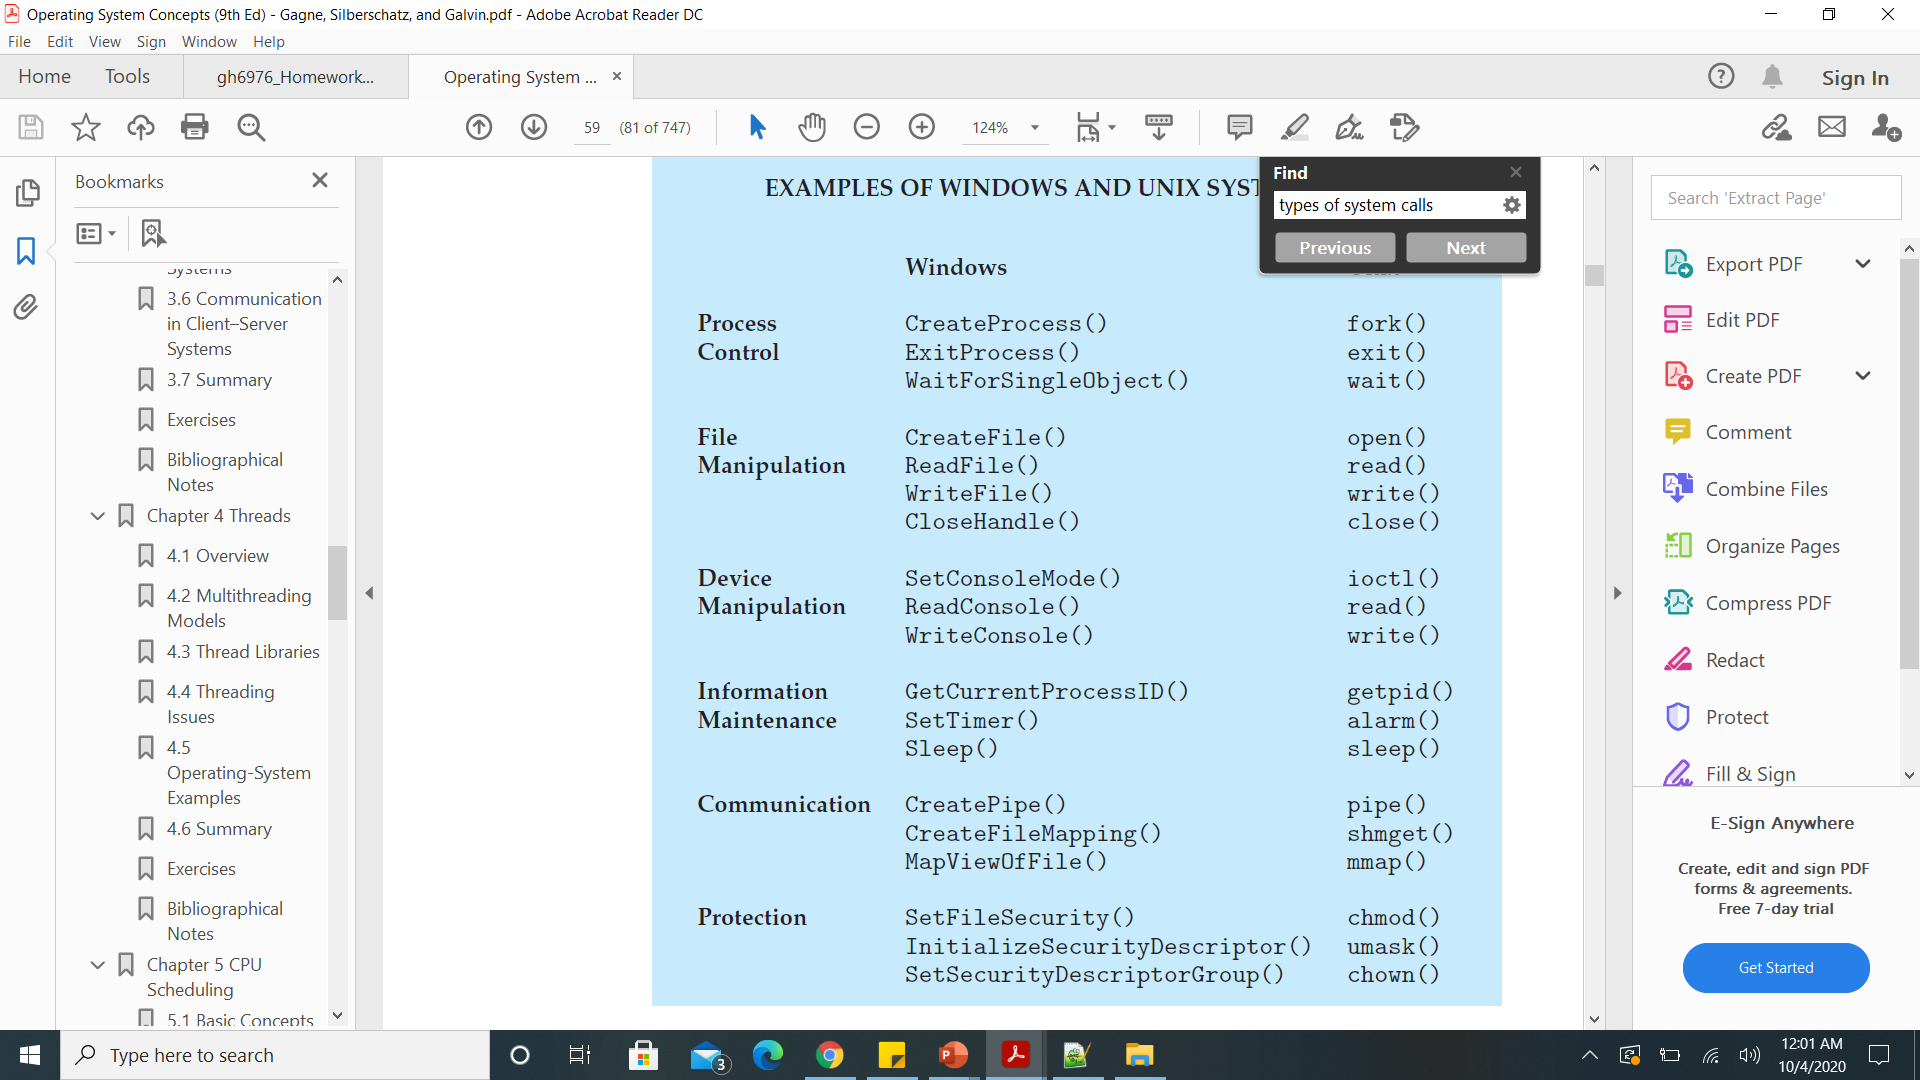 Operating System Concepts (9th Ed) - Gagne, Silberschatz, and Galvin.pdf - Adobe Acrobat Reader DC
File Edit View Sign Window Help
Home Tools gh6976_Homework... Operating System ... × Sign In
59 (81 of 747) 124%
Bookmarks
Systems
3.6 Communication
in Client–Server
Systems
3.7 Summary
Exercises
Bibliographical
Notes
Chapter 4 Threads
4.1 Overview
4.2 Multithreading
Models
4.3 Thread Libraries
4.4 Threading
Issues
4.5
Operating-System
Examples
4.6 Summary
Exercises
Bibliographical
Notes
Chapter 5 CPU
Scheduling
5.1 Basic Concepts
EXAMPLES OF WINDOWS AND UNIX SYST
Windows
Process CreateProcess() fork()
Control ExitProcess() exit()
WaitForSingleObject() wait()
File CreateFile() open()
Manipulation ReadFile() read()
WriteFile() write()
CloseHandle() close()
Device SetConsoleMode() ioctl()
Manipulation ReadConsole() read()
WriteConsole() write()
Information GetCurrentProcessID() getpid()
Maintenance SetTimer() alarm()
Sleep() sleep()
Communication CreatePipe() pipe()
CreateFileMapping() shmget()
MapViewOfFile() mmap()
Protection SetFileSecurity() chmod()
InitializeSecurityDescriptor() umask()
SetSecurityDescriptorGroup() chown()
Find
types of system calls
Previous Next
Search 'Extract Page'
Export PDF
Edit PDF
Create PDF
Comment
Combine Files
Organize Pages
Compress PDF
Redact
Protect
Fill & Sign
E-Sign Anywhere
Create, edit and sign PDF
forms & agreements.
Free 7-day trial
Get Started
Type here to search
3
12:01 AM
10/4/2020